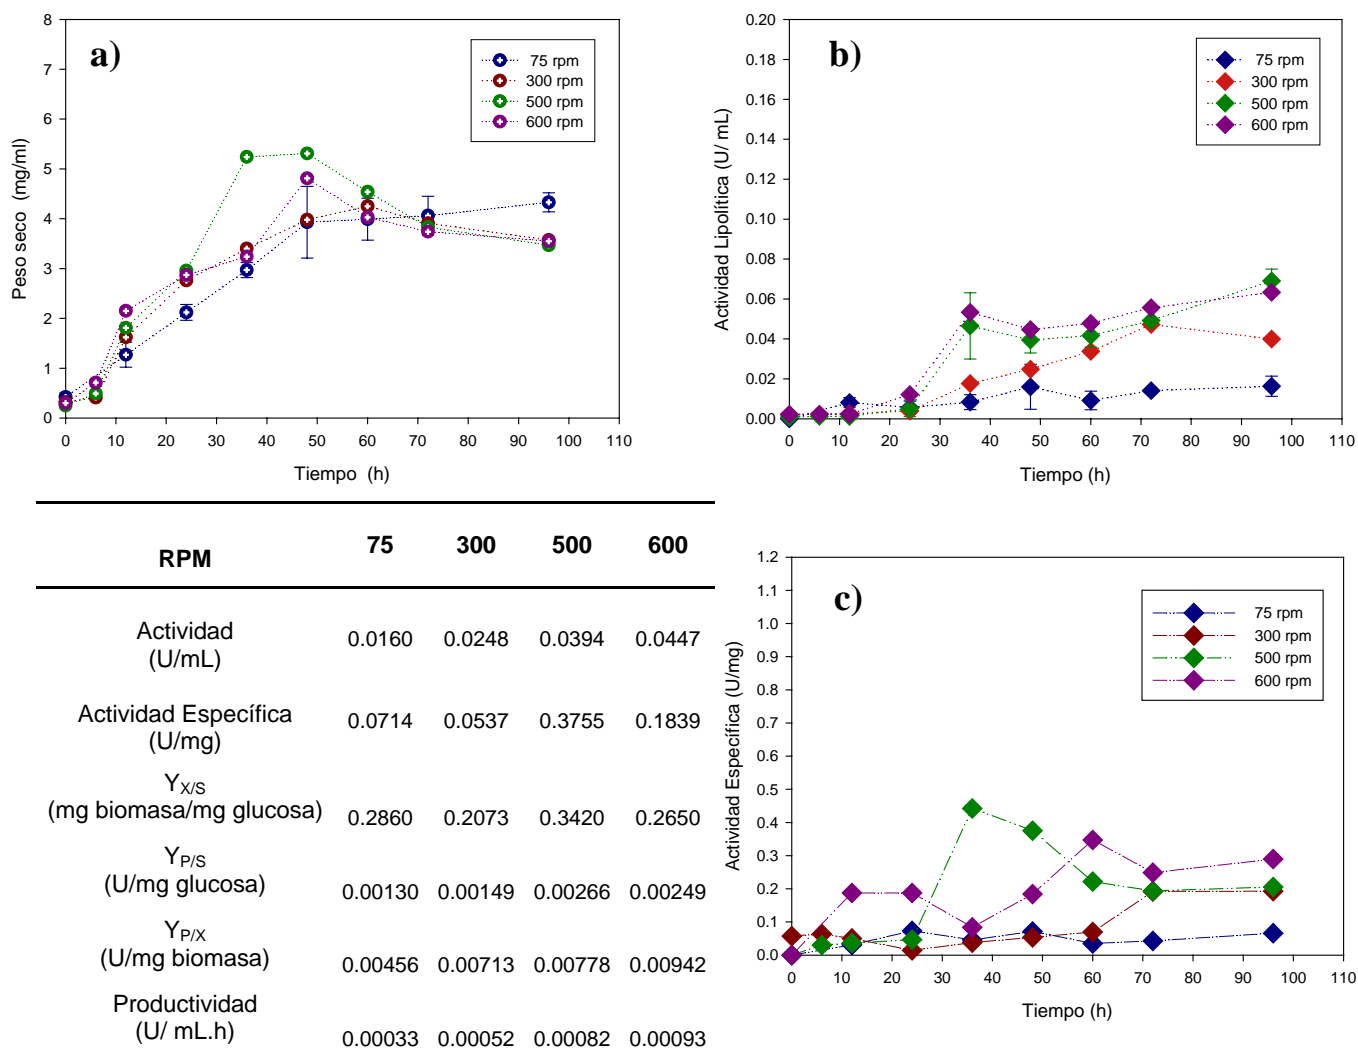 a)
8
7
6
5
4
3
2
1
0
Peso seco (mg/ml)
75 rpm
300 rpm
500 rpm
600 rpm
0 10 20 30 40 50 60 70 80 90 100 110
Tiempo (h)
b)
0.20
0.18
0.16
0.14
0.12
0.10
0.08
0.06
0.04
0.02
0.00
Actividad Lipolítica (U/ mL)
75 rpm
300 rpm
500 rpm
600 rpm
0 10 20 30 40 50 60 70 80 90 100 110
Tiempo (h)
RPM 75 300 500 600
Actividad
(U/mL) 0.0160 0.0248 0.0394 0.0447
Actividad Específica
(U/mg) 0.0714 0.0537 0.3755 0.1839
YX/S
(mg biomasa/mg glucosa) 0.2860 0.2073 0.3420 0.2650
YP/S
(U/mg glucosa) 0.00130 0.00149 0.00266 0.00249
YP/X
(U/mg biomasa) 0.00456 0.00713 0.00778 0.00942
Productividad
(U/ mL.h) 0.00033 0.00052 0.00082 0.00093
c)
1.2
1.1
1.0
0.9
0.8
0.7
0.6
0.5
0.4
0.3
0.2
0.1
0.0
Actividad Específica (U/mg)
75 rpm
300 rpm
500 rpm
600 rpm
0 10 20 30 40 50 60 70 80 90 100 110
Tiempo (h)